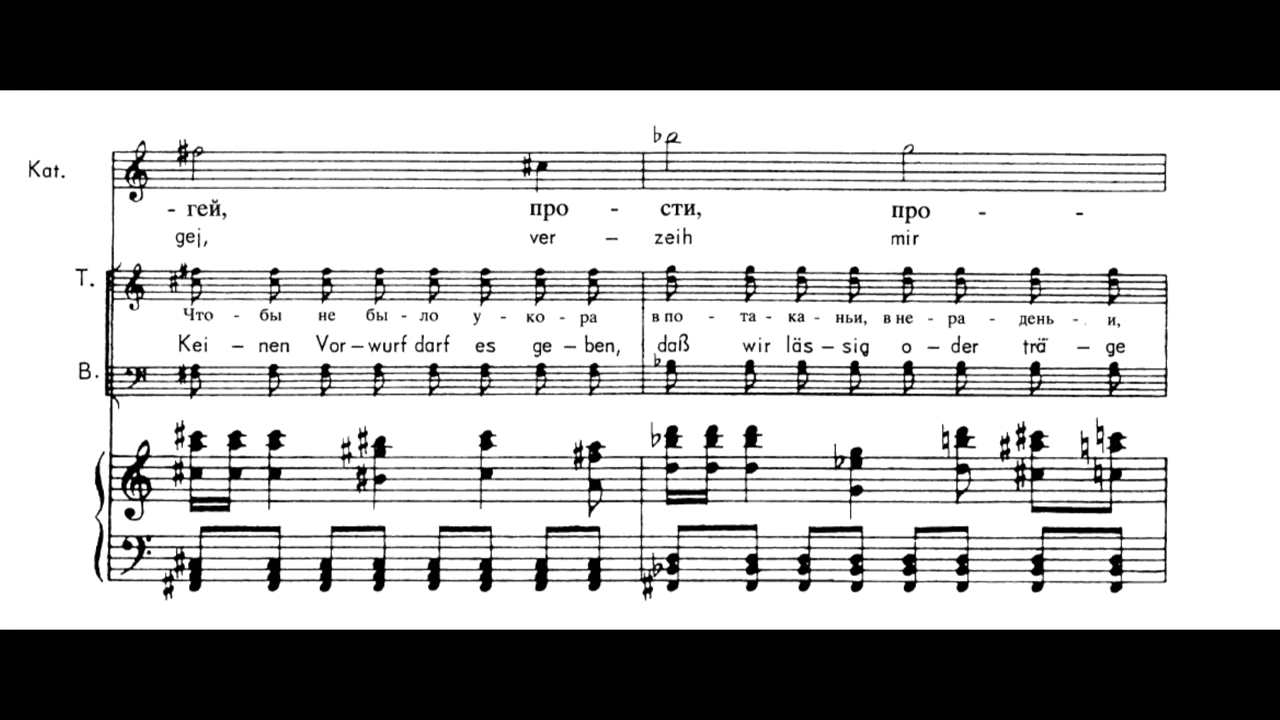 Kat.
- гей, про - сти, про - -
gej, ver – zeih mir
T.
Что - бы не бы - ло у - ко - ра в по - та - ка - ньи, в не - ра - день - и,
Kei – nen Vor – wurf darf es ge – ben, daß wir läs – sig o – der trä – ge
B.